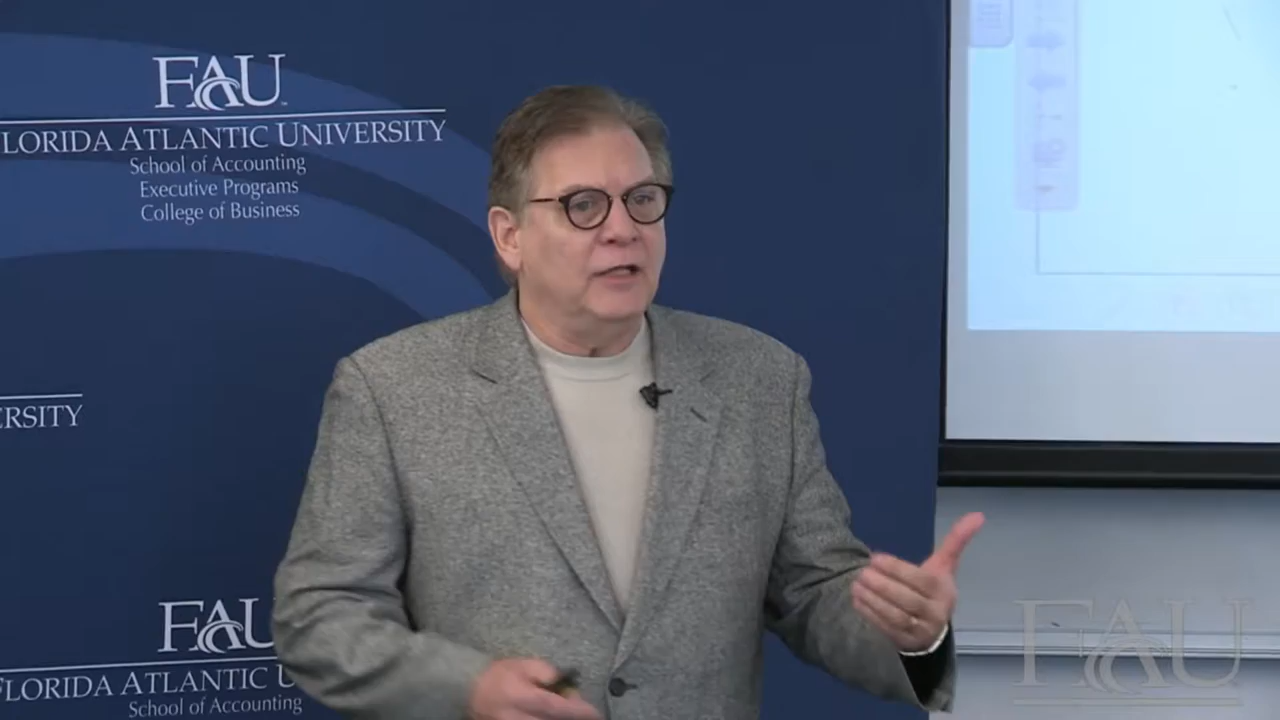 FAU
LORIDA ATLANTIC UNIVERSITY
School of Accounting
Executive Programs
College of Business
ERSITY
FAU
FLORIDA ATLANTIC U
School of Accounting
FAU